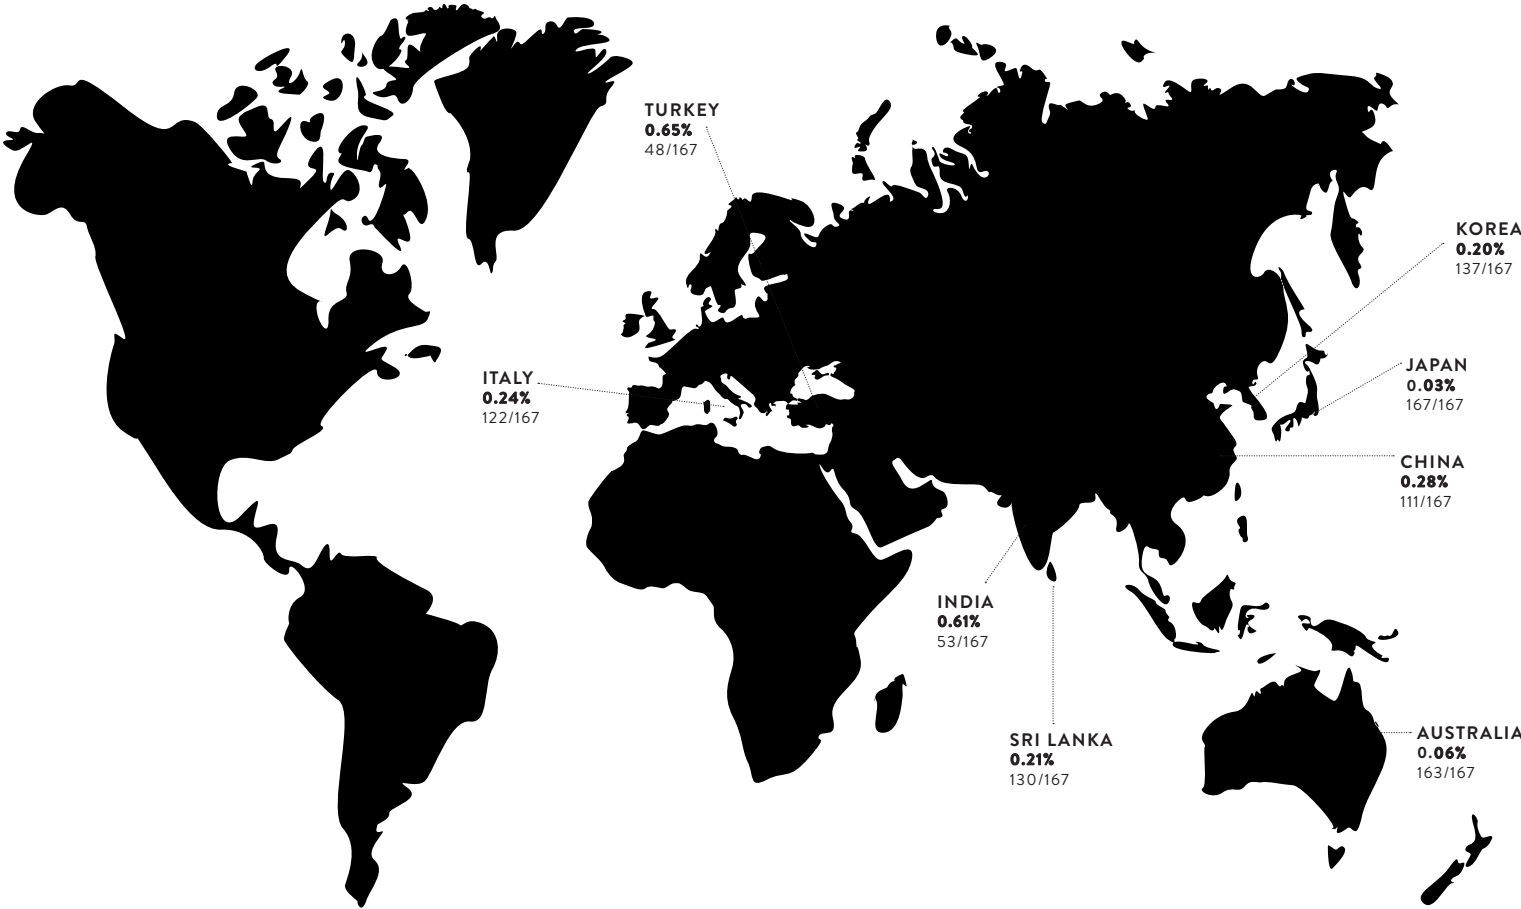 TURKEY
0.65%
48/167
KOREA
0.20%
137/167
ITALY
0.24%
122/167
JAPAN
0.03%
167/167
CHINA
0.28%
111/167
INDIA
0.61%
53/167
SRI LANKA
0.21%
130/167
AUSTRALIA
0.06%
163/167